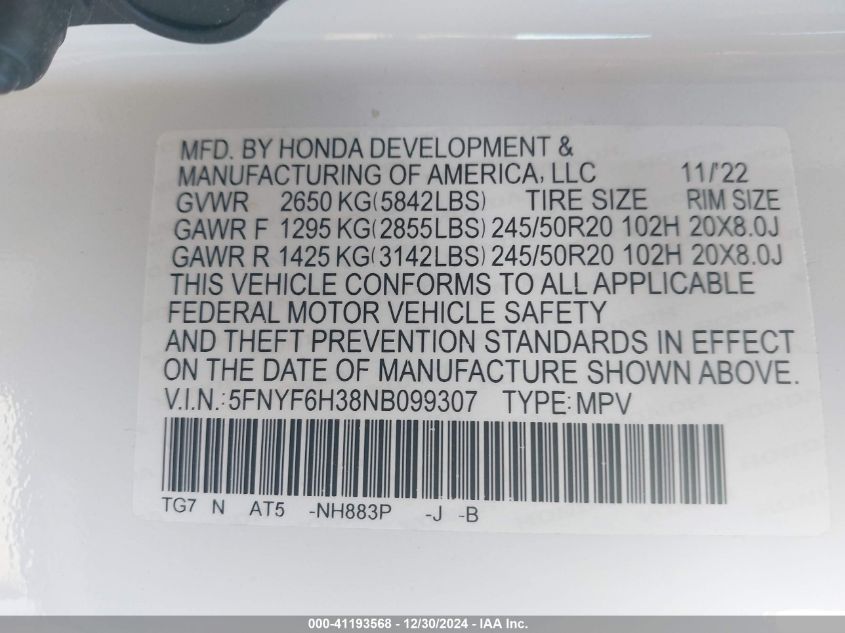 MFD. BY HONDA DEVELOPMENT &
MANUFACTURING OF AMERICA, LLC 11/'22
GVWR 2650 KG(5842LBS) TIRE SIZE RIM SIZE
GAWR F 1295 KG(2855LBS) 245/50R20 102H 20X8.0J
GAWR R 1425 KG(3142LBS) 245/50R20 102H 20X8.0J
THIS VEHICLE CONFORMS TO ALL APPLICABLE
FEDERAL MOTOR VEHICLE SAFETY
AND THEFT PREVENTION STANDARDS IN EFFECT
ON THE DATE OF MANUFACTURE SHOWN ABOVE.
V.I.N.: 5FNYF6H38NB099307 TYPE: MPV
TG7 N AT5 -NH883P -J -B
000-41193568 - 12/30/2024 - IAA Inc.